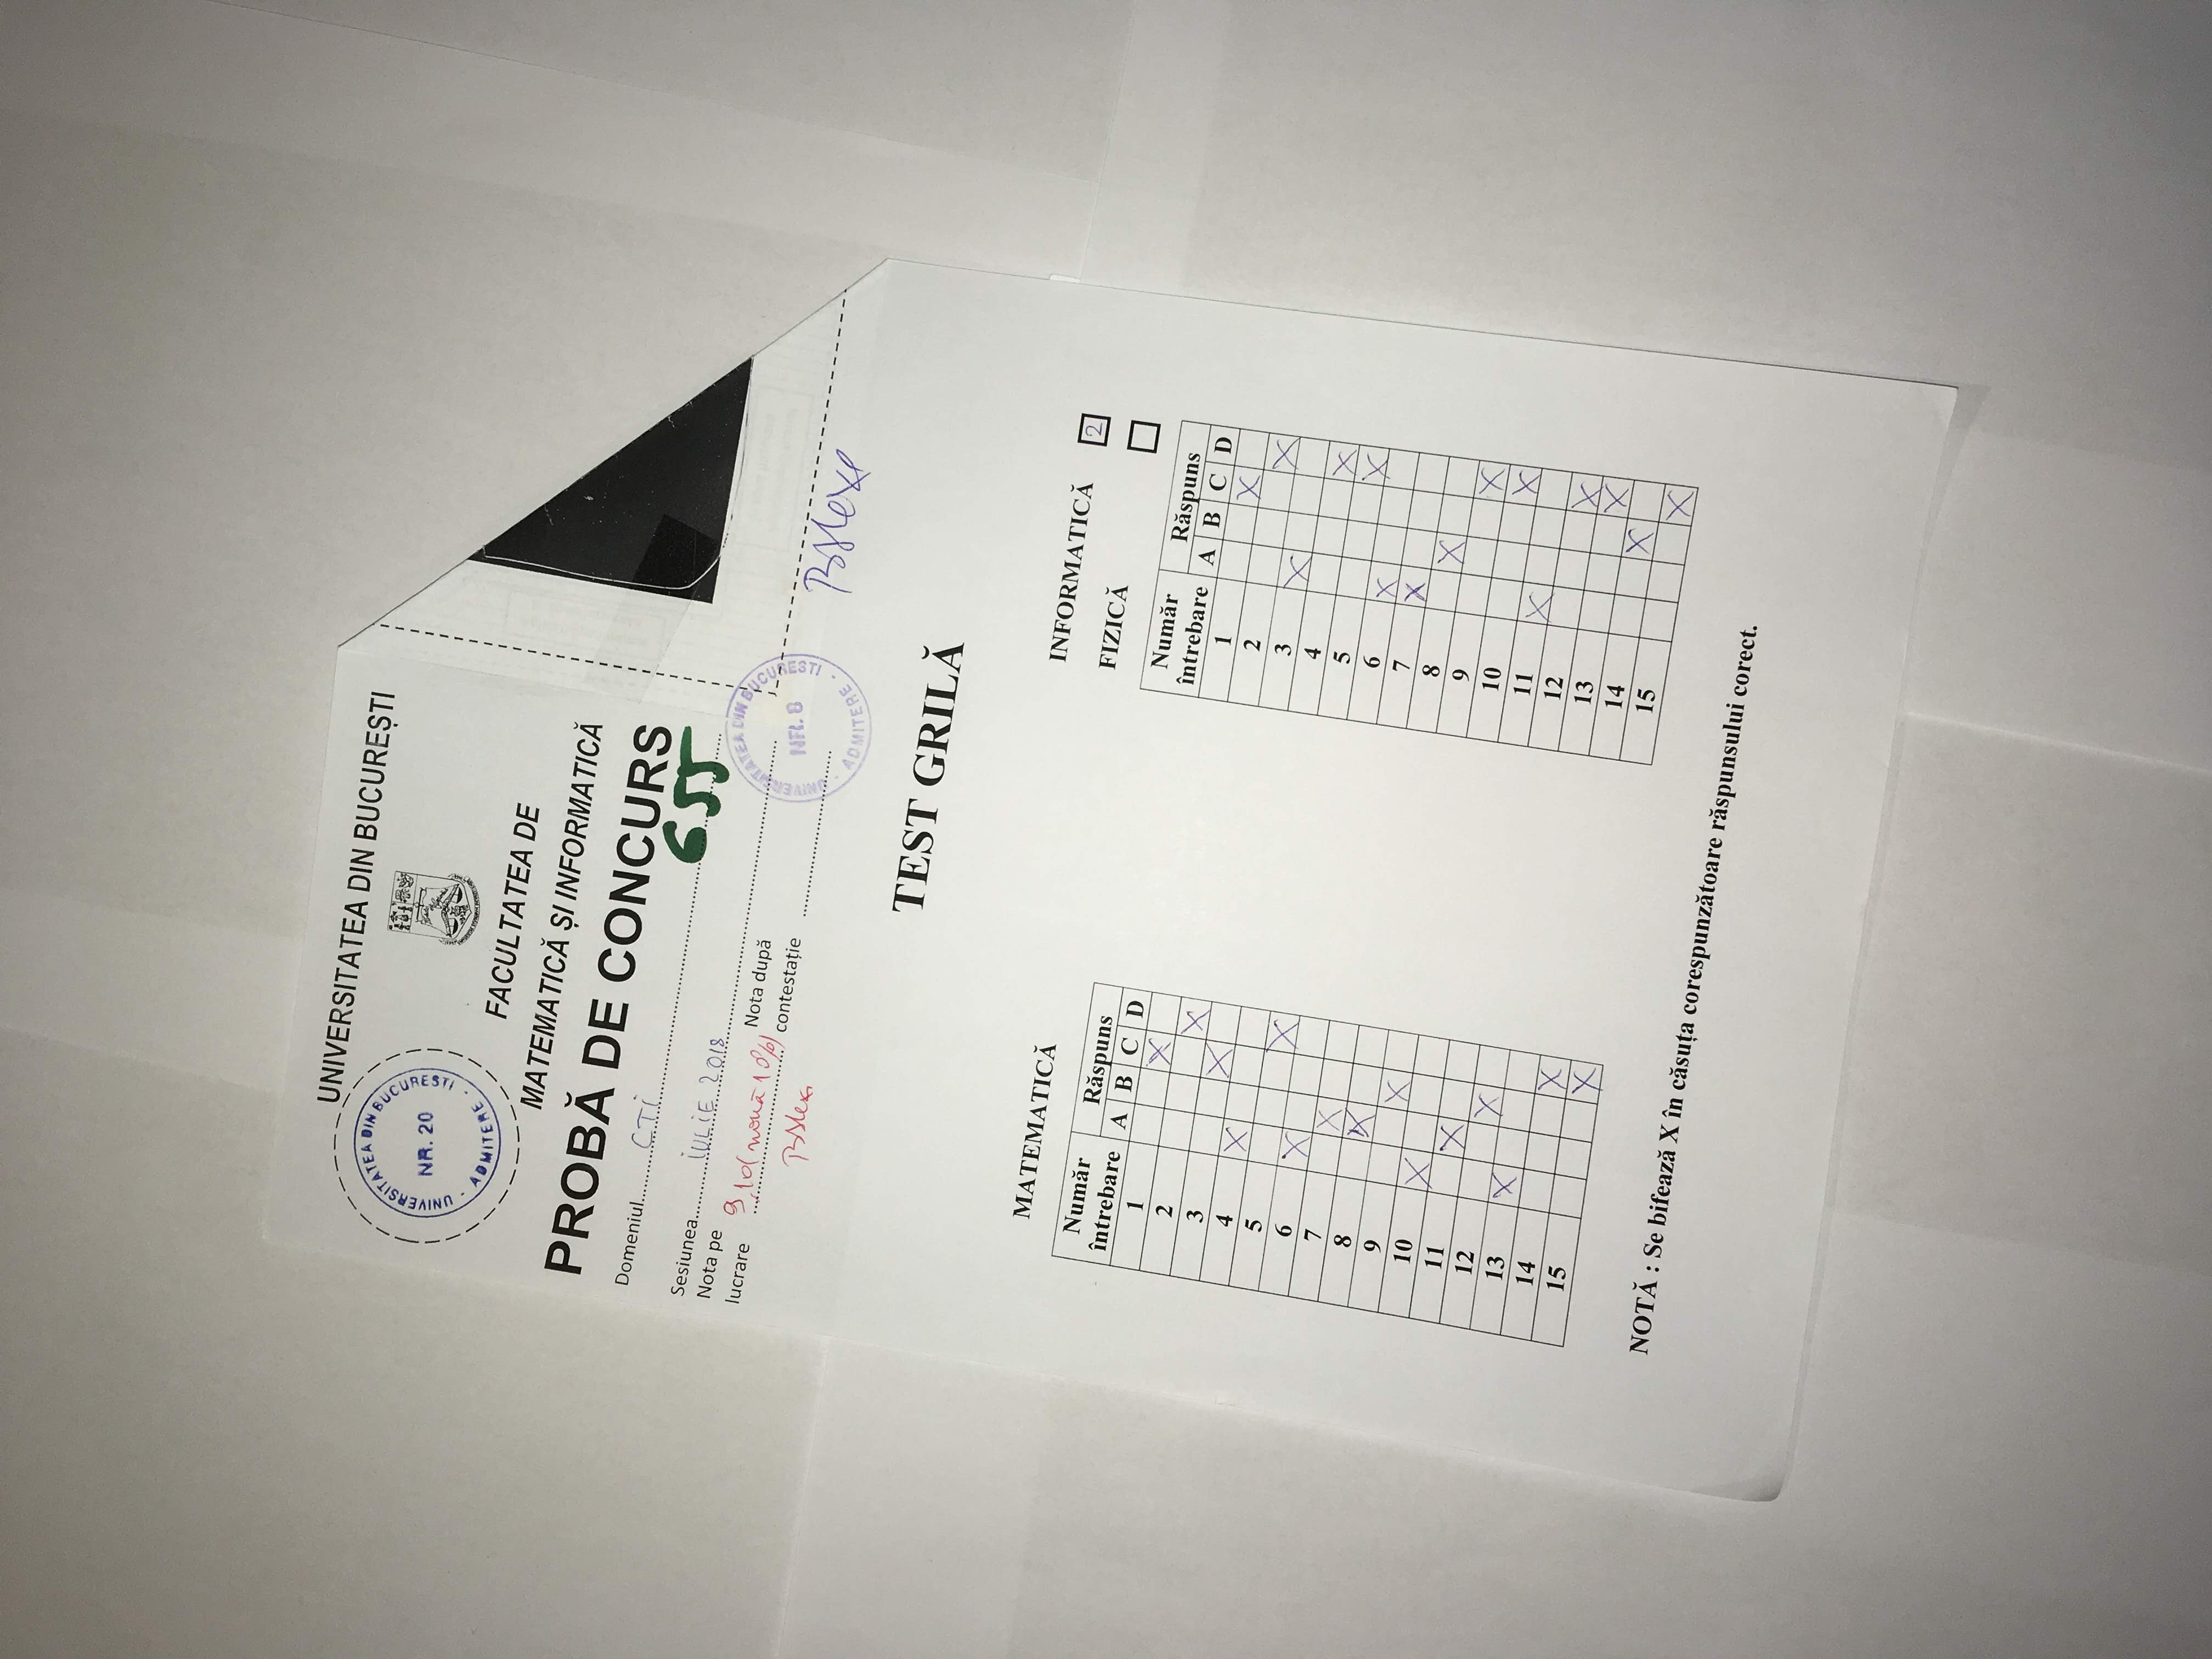 UNIVERSITATEA DIN BUCUREȘTI
UNIVERSITATEA DIN BUCURESTI
NR. 20
- ADMITERE -
FACULTATEA DE
MATEMATICĂ ȘI INFORMATICĂ
PROBĂ DE CONCURS
Domeniul CTi
655
Sesiunea iULiE 2018
Nota pe lucrare 9,10 (nouă 10%)
Nota după contestație
UNIVERSITATEA DIN BUCURESTI
NR. 8
- ADMITERE -
TEST GRILĂ
MATEMATICĂ
Număr întrebare Răspuns
A B C D
1 X
2 X
3 X
4 X
5 X
6 X
7 X
8 X
9 X
10 X
11 X
12 X
13 X
14 X
15 X
INFORMATICĂ 2
FIZICĂ
Număr întrebare Răspuns
A B C D
1 X
2 X
3 X
4 X
5 X
6 X
7 X
8 X
9 X
10 X
11 X
12 X
13 X
14 X
15 X
NOTĂ : Se bifează X în căsuța corespunzătoare răspunsului corect.